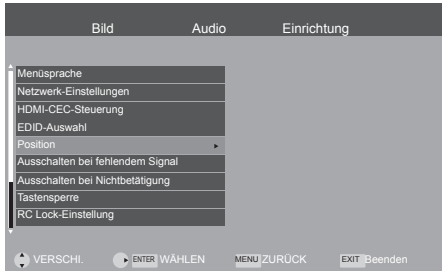 Bild Audio Einrichtung
Menüsprache
Netzwerk-Einstellungen
HDMI-CEC-Steuerung
EDID-Auswahl
Position
Ausschalten bei fehlendem Signal
Ausschalten bei Nichtbetätigung
Tastensperre
RC Lock-Einstellung
VERSCHI. ENTER WÄHLEN MENU ZURÜCK EXIT Beenden